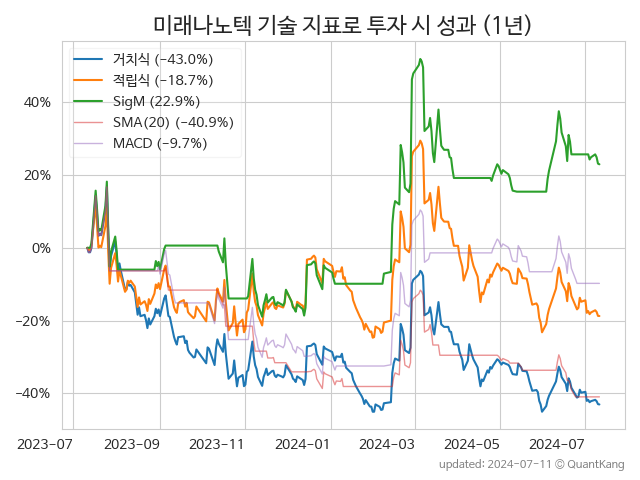 미래나노텍 기술 지표로 투자 시 성과 (1년)
거치식 (−43.0%)
적립식 (−18.7%)
SigM (22.9%)
SMA(20) (−40.9%)
MACD (−9.7%)
40%
20%
0%
−20%
−40%
2023-07 2023-09 2023-11 2024-01 2024-03 2024-05 2024-07
updated: 2024-07-11 © QuantKang